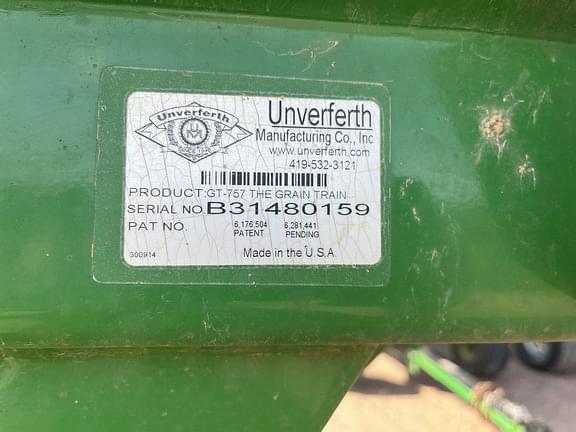 Unverferth
Unverferth
Manufacturing Co., Inc
www.unverferth.com
419-532-3121
PRODUCT:GT-757 THE GRAIN TRAIN
SERIAL NO.B31480159
PAT NO. 6,176,504 6,281,441
PATENT PENDING
300914 Made in the U.S.A.